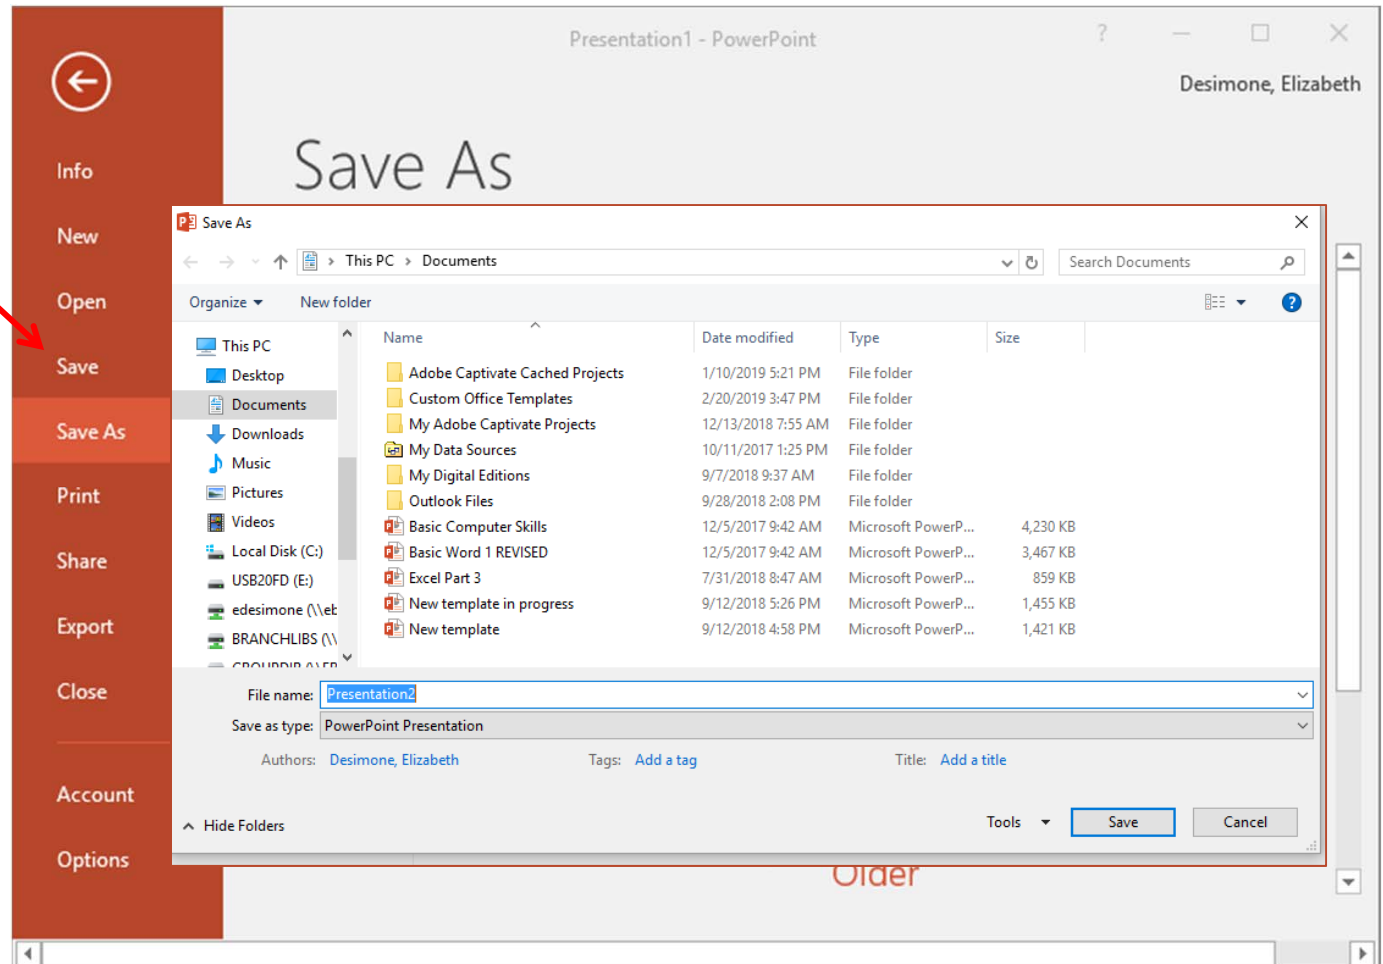 Presentation1 - PowerPoint
?
Desimone, Elizabeth
Info
New
Open
Save
Save As
Print
Share
Export
Close
Account
Options
Save As
Save As
This PC > Documents
Search Documents
Organize
New folder
This PC
Desktop
Documents
Downloads
Music
Pictures
Videos
Local Disk (C:)
USB20FD (E:)
edesimone (\\eb
BRANCHLIBS (\\
Name Date modified Type Size
Adobe Captivate Cached Projects 1/10/2019 5:21 PM File folder
Custom Office Templates 2/20/2019 3:47 PM File folder
My Adobe Captivate Projects 12/13/2018 7:55 AM File folder
My Data Sources 10/11/2017 1:25 PM File folder
My Digital Editions 9/7/2018 9:37 AM File folder
Outlook Files 9/28/2018 2:08 PM File folder
Basic Computer Skills 12/5/2017 9:42 AM Microsoft PowerP... 4,230 KB
Basic Word 1 REVISED 12/5/2017 9:42 AM Microsoft PowerP... 3,467 KB
Excel Part 3 7/31/2018 8:47 AM Microsoft PowerP... 859 KB
New template in progress 9/12/2018 5:26 PM Microsoft PowerP... 1,455 KB
New template 9/12/2018 4:58 PM Microsoft PowerP... 1,421 KB
File name: Presentation2
Save as type: PowerPoint Presentation
Authors: Desimone, Elizabeth Tags: Add a tag Title: Add a title
Hide Folders
Tools
Save
Cancel
Older